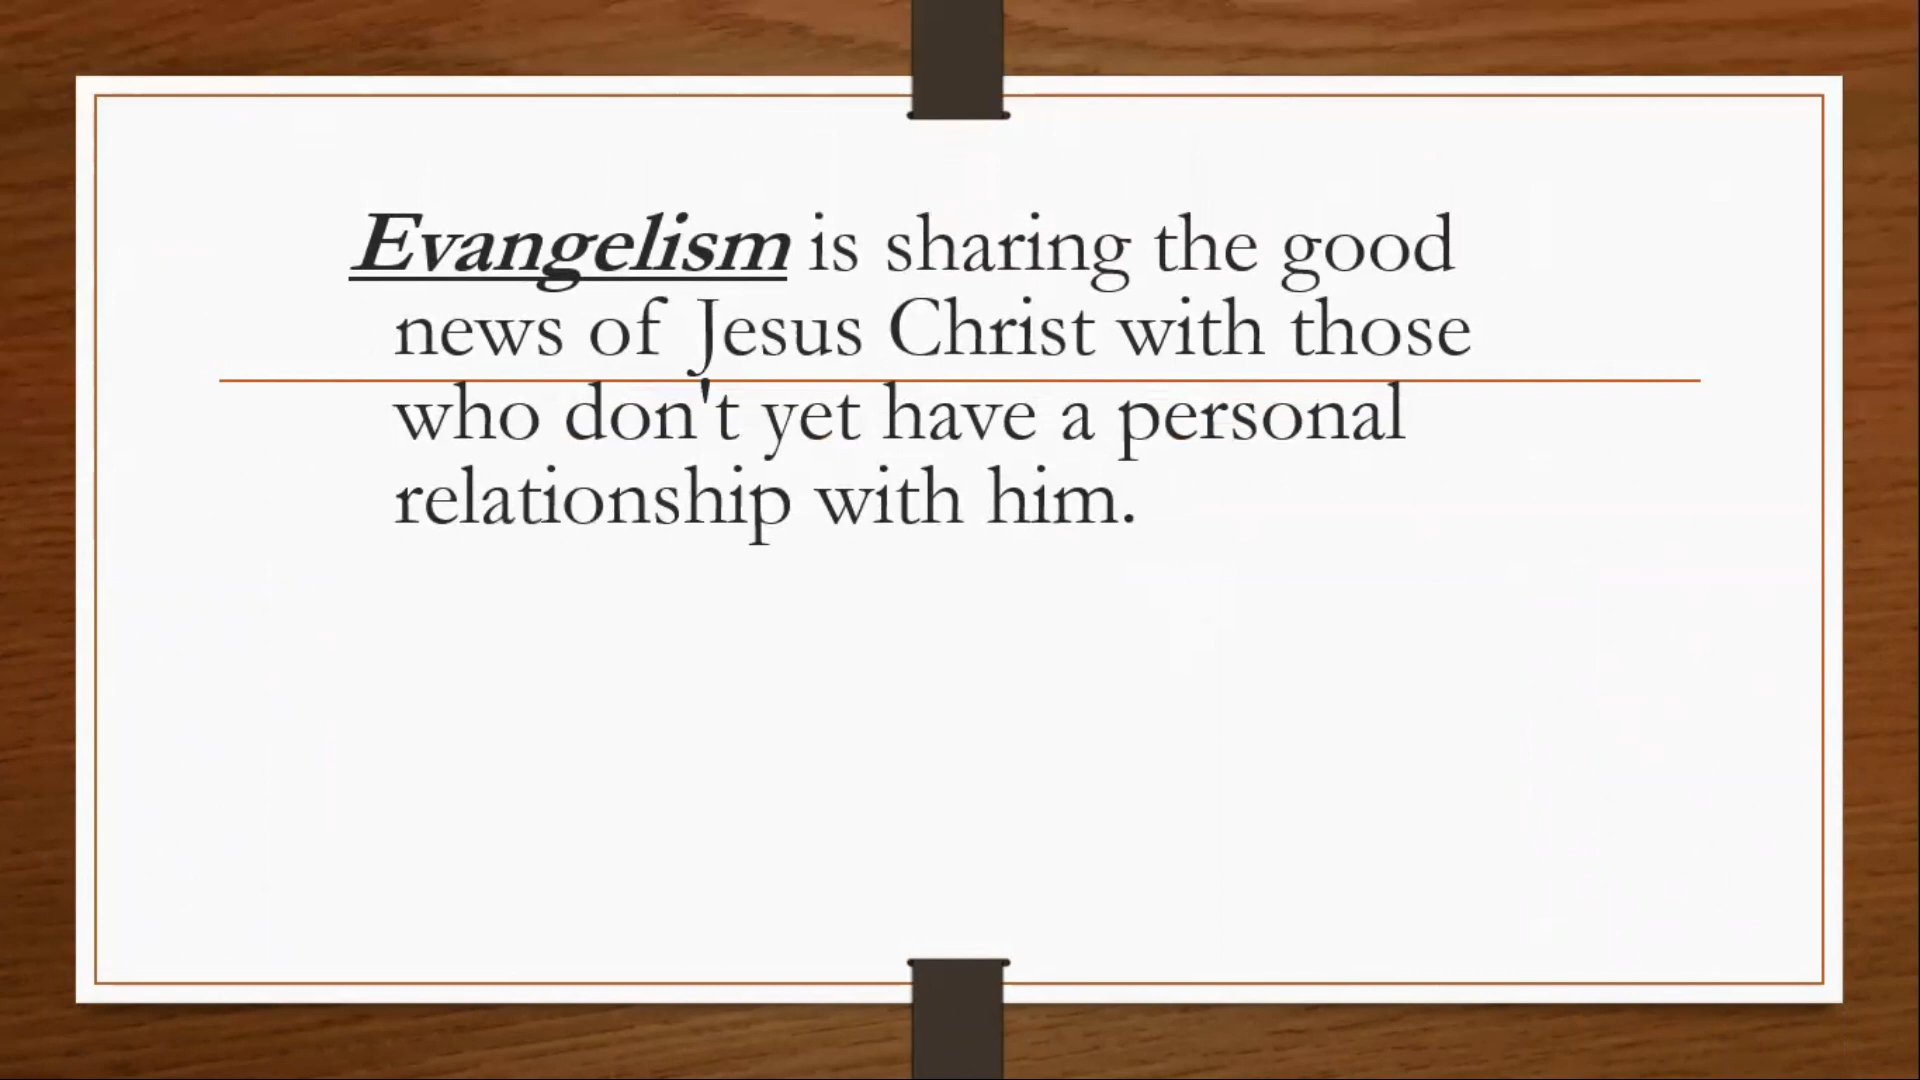 Evangelism is sharing the good
news of Jesus Christ with those
who don't yet have a personal
relationship with him.